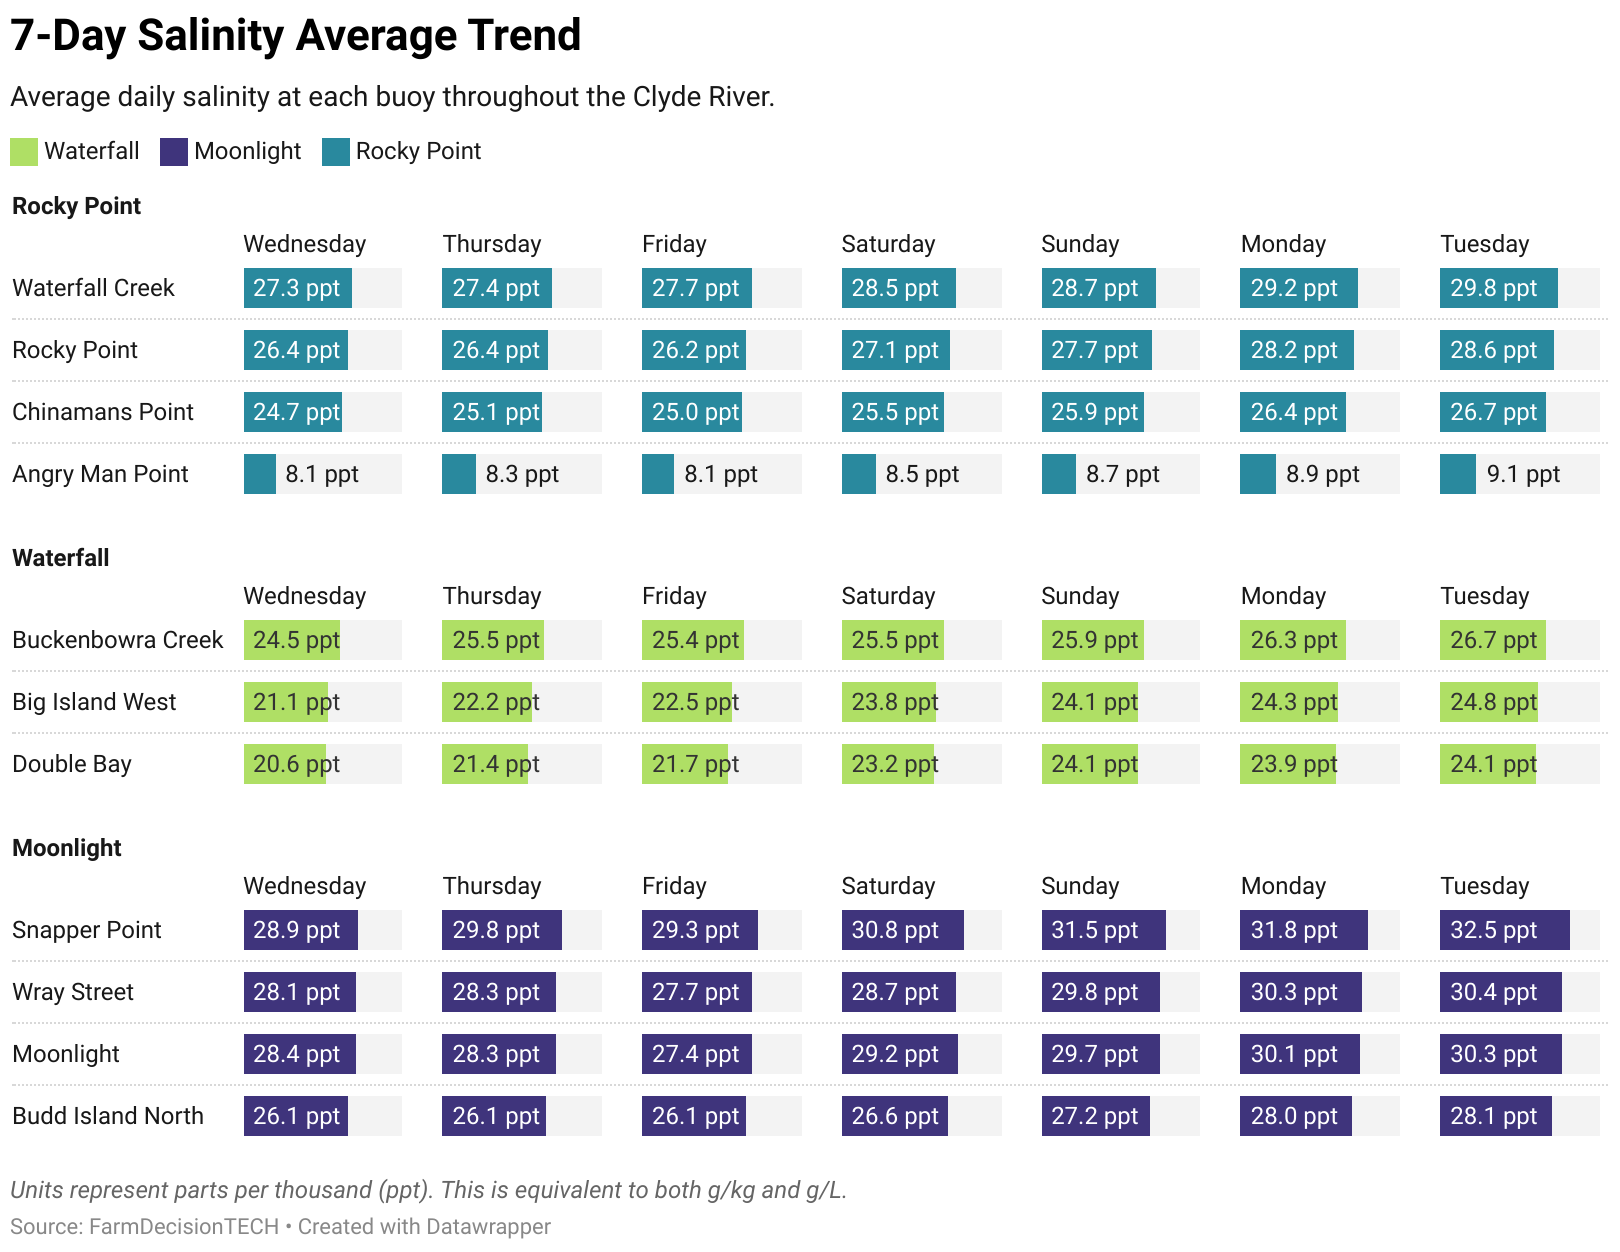 7-Day Salinity Average Trend
Average daily salinity at each buoy throughout the Clyde River.
Waterfall Moonlight Rocky Point
Rocky Point
Wednesday Thursday Friday Saturday Sunday Monday Tuesday
Waterfall Creek 27.3 ppt 27.4 ppt 27.7 ppt 28.5 ppt 28.7 ppt 29.2 ppt 29.8 ppt
Rocky Point 26.4 ppt 26.4 ppt 26.2 ppt 27.1 ppt 27.7 ppt 28.2 ppt 28.6 ppt
Chinamans Point 24.7 ppt 25.1 ppt 25.0 ppt 25.5 ppt 25.9 ppt 26.4 ppt 26.7 ppt
Angry Man Point 8.1 ppt 8.3 ppt 8.1 ppt 8.5 ppt 8.7 ppt 8.9 ppt 9.1 ppt
Waterfall
Wednesday Thursday Friday Saturday Sunday Monday Tuesday
Buckenbowra Creek 24.5 ppt 25.5 ppt 25.4 ppt 25.5 ppt 25.9 ppt 26.3 ppt 26.7 ppt
Big Island West 21.1 ppt 22.2 ppt 22.5 ppt 23.8 ppt 24.1 ppt 24.3 ppt 24.8 ppt
Double Bay 20.6 ppt 21.4 ppt 21.7 ppt 23.2 ppt 24.1 ppt 23.9 ppt 24.1 ppt
Moonlight
Wednesday Thursday Friday Saturday Sunday Monday Tuesday
Snapper Point 28.9 ppt 29.8 ppt 29.3 ppt 30.8 ppt 31.5 ppt 31.8 ppt 32.5 ppt
Wray Street 28.1 ppt 28.3 ppt 27.7 ppt 28.7 ppt 29.8 ppt 30.3 ppt 30.4 ppt
Moonlight 28.4 ppt 28.3 ppt 27.4 ppt 29.2 ppt 29.7 ppt 30.1 ppt 30.3 ppt
Budd Island North 26.1 ppt 26.1 ppt 26.1 ppt 26.6 ppt 27.2 ppt 28.0 ppt 28.1 ppt
Units represent parts per thousand (ppt). This is equivalent to both g/kg and g/L.
Source: FarmDecisionTECH • Created with Datawrapper